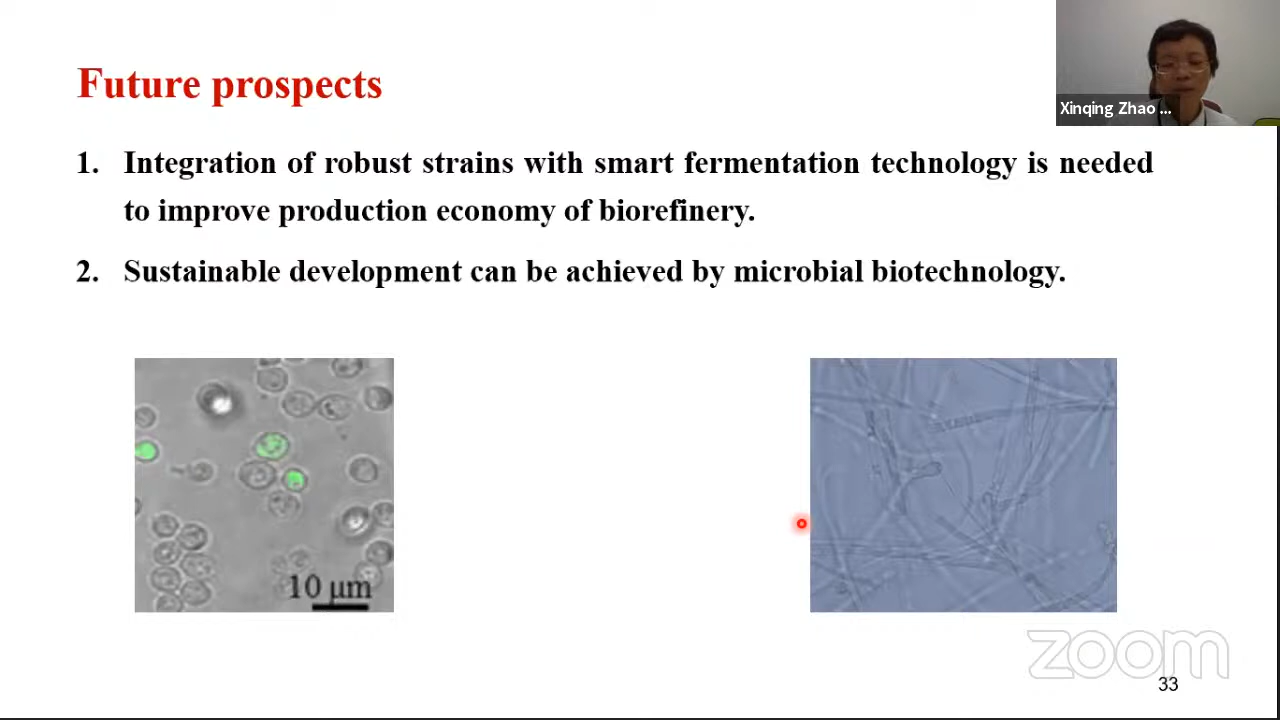 Future prospects
Xinqing Zhao ...
1. Integration of robust strains with smart fermentation technology is needed
to improve production economy of biorefinery.
2. Sustainable development can be achieved by microbial biotechnology.
10 μm
zoom
33